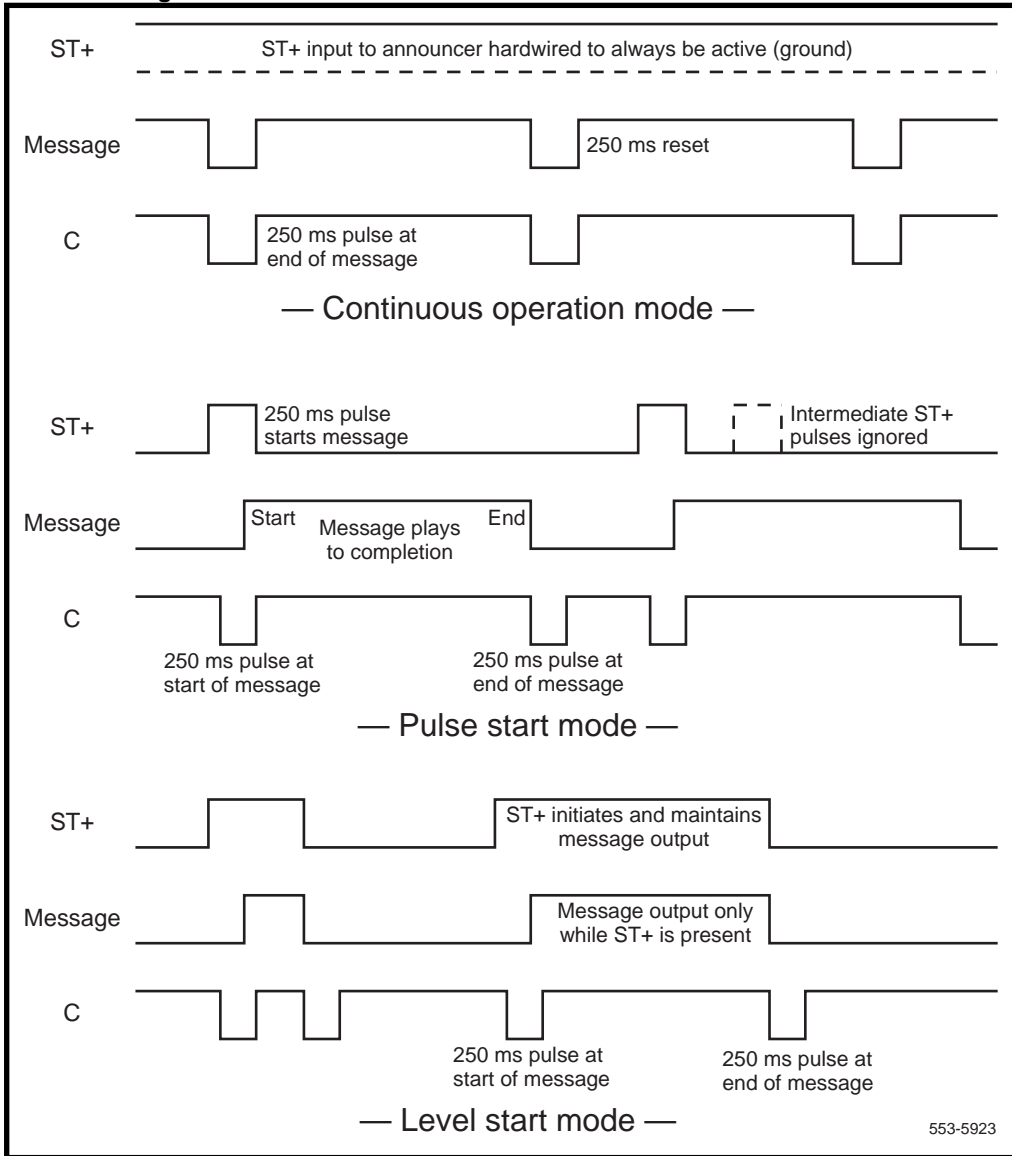 ST+
ST+ input to announcer hardwired to always be active (ground)
Message
250 ms reset
C
250 ms pulse at
end of message
— Continuous operation mode —
ST+
250 ms pulse
starts message
Intermediate ST+
pulses ignored
Message
Start
Message plays
to completion
End
C
250 ms pulse at
start of message
250 ms pulse at
end of message
— Pulse start mode —
ST+
ST+ initiates and maintains
message output
Message
Message output only
while ST+ is present
C
250 ms pulse at
start of message
250 ms pulse at
end of message
— Level start mode —
553-5923